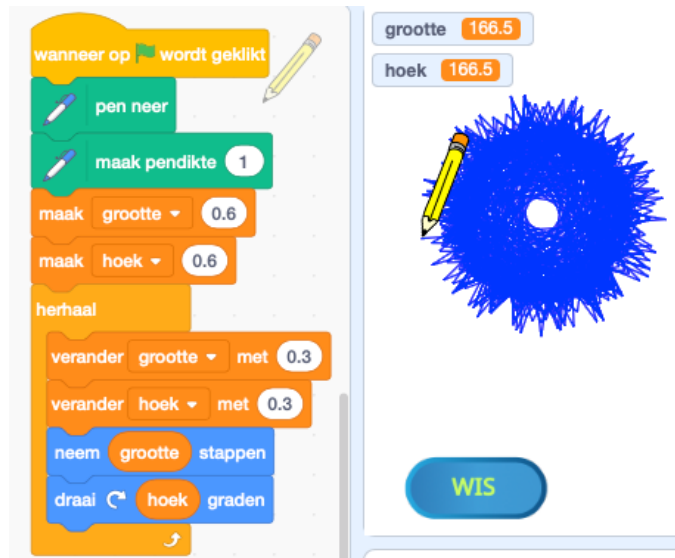 wanneer op wordt geklikt
pen neer
maak pendikte 1
maak grootte 0.6
maak hoek 0.6
herhaal
verander grootte met 0.3
verander hoek met 0.3
neem grootte stappen
draai hoek graden
grootte 166.5
hoek 166.5
WIS